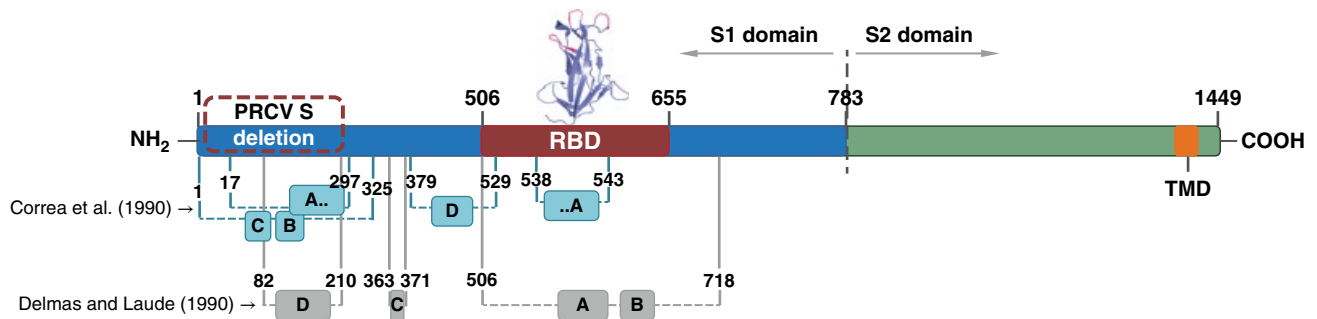 S1 domain S2 domain
1 PRCV S 506 655 783 1449
NH2 deletion RBD COOH
TMD
1 17 297 325 379 529 538 543
Correa et al. (1990) → A.. D ..A
C B
82 210 363 371 506 718
Delmas and Laude (1990) → D C A B